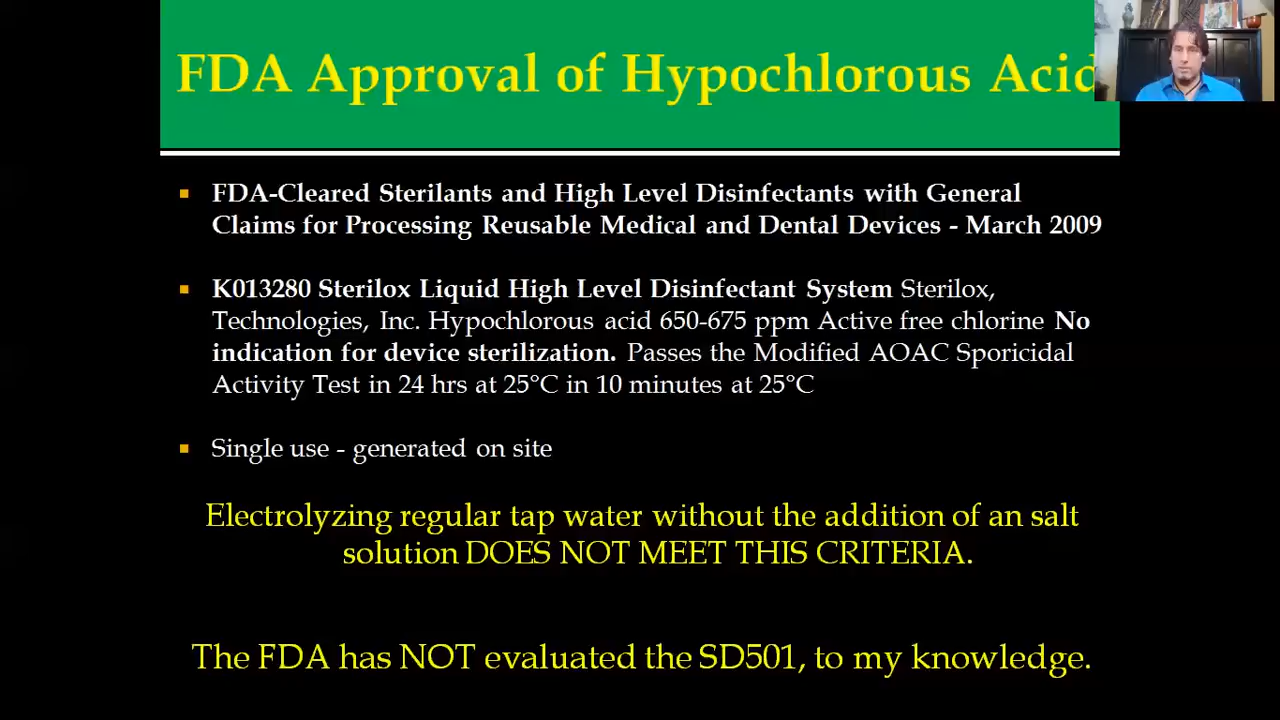 FDA Approval of Hypochlorous Acid
▪ FDA-Cleared Sterilants and High Level Disinfectants with General
Claims for Processing Reusable Medical and Dental Devices - March 2009
▪ K013280 Sterilox Liquid High Level Disinfectant System Sterilox,
Technologies, Inc. Hypochlorous acid 650-675 ppm Active free chlorine No
indication for device sterilization. Passes the Modified AOAC Sporicidal
Activity Test in 24 hrs at 25°C in 10 minutes at 25°C
▪ Single use - generated on site
Electrolyzing regular tap water without the addition of an salt
solution DOES NOT MEET THIS CRITERIA.
The FDA has NOT evaluated the SD501, to my knowledge.